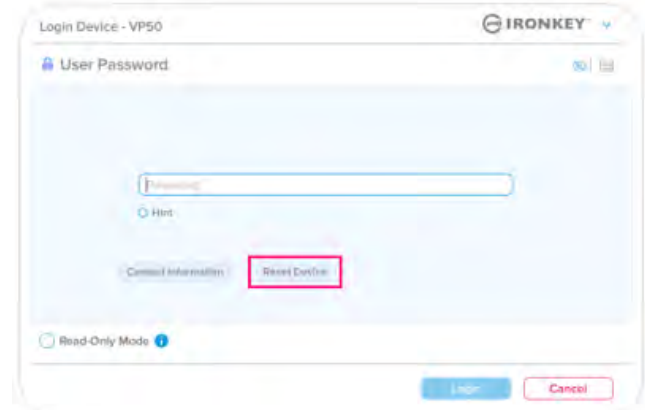 Login Device - VP50
IRONKEY
User Password
Password
Hint
Contact Information
Reset Device
Read-Only Mode
Login
Cancel